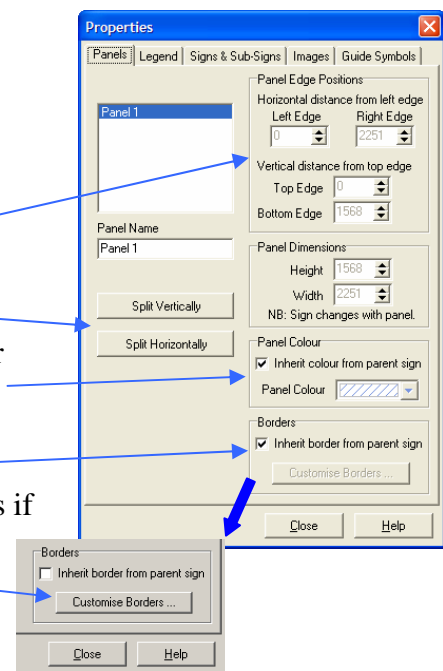 Properties
Panels Legend Signs & Sub-Signs Images Guide Symbols
Panel 1
Panel Name
Panel 1
Split Vertically
Split Horizontally
Panel Edge Positions
Horizontal distance from left edge
Left Edge Right Edge
0 2251
Vertical distance from top edge
Top Edge 0
Bottom Edge 1568
Panel Dimensions
Height 1568
Width 2251
NB: Sign changes with panel.
Panel Colour
Inherit colour from parent sign
Panel Colour
Borders
Inherit border from parent sign
Customise Borders ...
Close Help
r
s if
Borders
Inherit border from parent sign
Customise Borders ...
Close Help